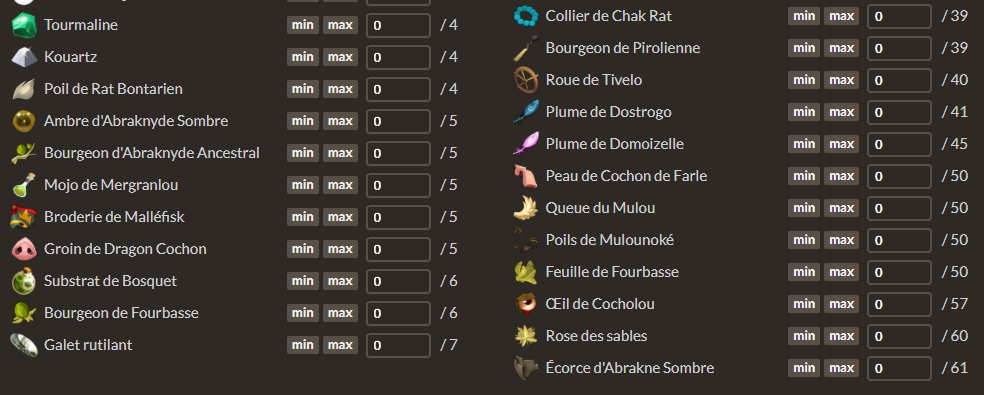 Tourmaline min max 0 / 4
Kouartz min max 0 / 4
Poil de Rat Bontarien min max 0 / 4
Ambre d'Abraknyde Sombre min max 0 / 5
Bourgeon d'Abraknyde Ancestral min max 0 / 5
Mojo de Mergranlou min max 0 / 5
Broderie de Malléfisk min max 0 / 5
Groin de Dragon Cochon min max 0 / 5
Substrat de Bosquet min max 0 / 6
Bourgeon de Fourbasse min max 0 / 6
Galet rutilant min max 0 / 7
Collier de Chak Rat min max 0 / 39
Bourgeon de Pirolienne min max 0 / 39
Roue de Tivelo min max 0 / 40
Plume de Dostrogo min max 0 / 41
Plume de Domoizelle min max 0 / 45
Peau de Cochon de Farle min max 0 / 50
Queue du Mulou min max 0 / 50
Poils de Mulounoké min max 0 / 50
Feuille de Fourbasse min max 0 / 50
Œil de Cocholou min max 0 / 57
Rose des sables min max 0 / 60
Écorce d'Abrakne Sombre min max 0 / 61